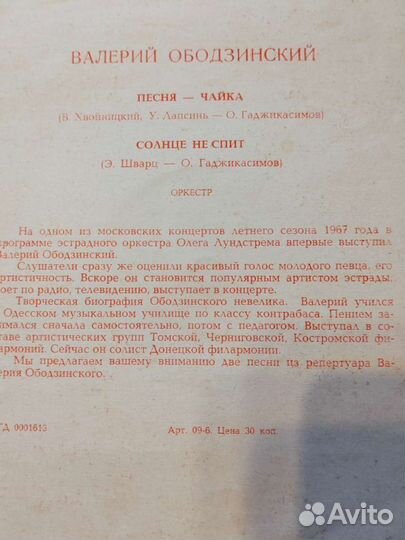 ВАЛЕРИЙ ОБОДЗИНСКИЙ
ПЕСНЯ — ЧАЙКА
(В. Хвойницкий, У. Лапсинь — О. Гаджикасимов)
СОЛНЦЕ НЕ СПИТ
(Э. Шварц — О. Гаджикасимов)
ОРКЕСТР
На одном из московских концертов летнего сезона 1967 года в
программе эстрадного оркестра Олега Лундстрема впервые выступил
Валерий Ободзинский.
Слушатели сразу же оценили красивый голос молодого певца, его
артистичность. Вскоре он становится популярным артистом эстрады,
поет по радио, телевидению, выступает в концерте.
Творческая биография Ободзинского невелика. Валерий учился
Одесском музыкальном училище по классу контрабаса. Пением за-
нимался сначала самостоятельно, потом с педагогом. Выступал в со-
ставе артистических групп Томской, Черниговской, Костромской фи-
лармоний. Сейчас он солист Донецкой филармонии.
Мы предлагаем вашему вниманию две песни из репертуара Ва-
лерия Ободзинского.
ГД 0001613
Арт. 09-6. Цена 30 коп.
Avito